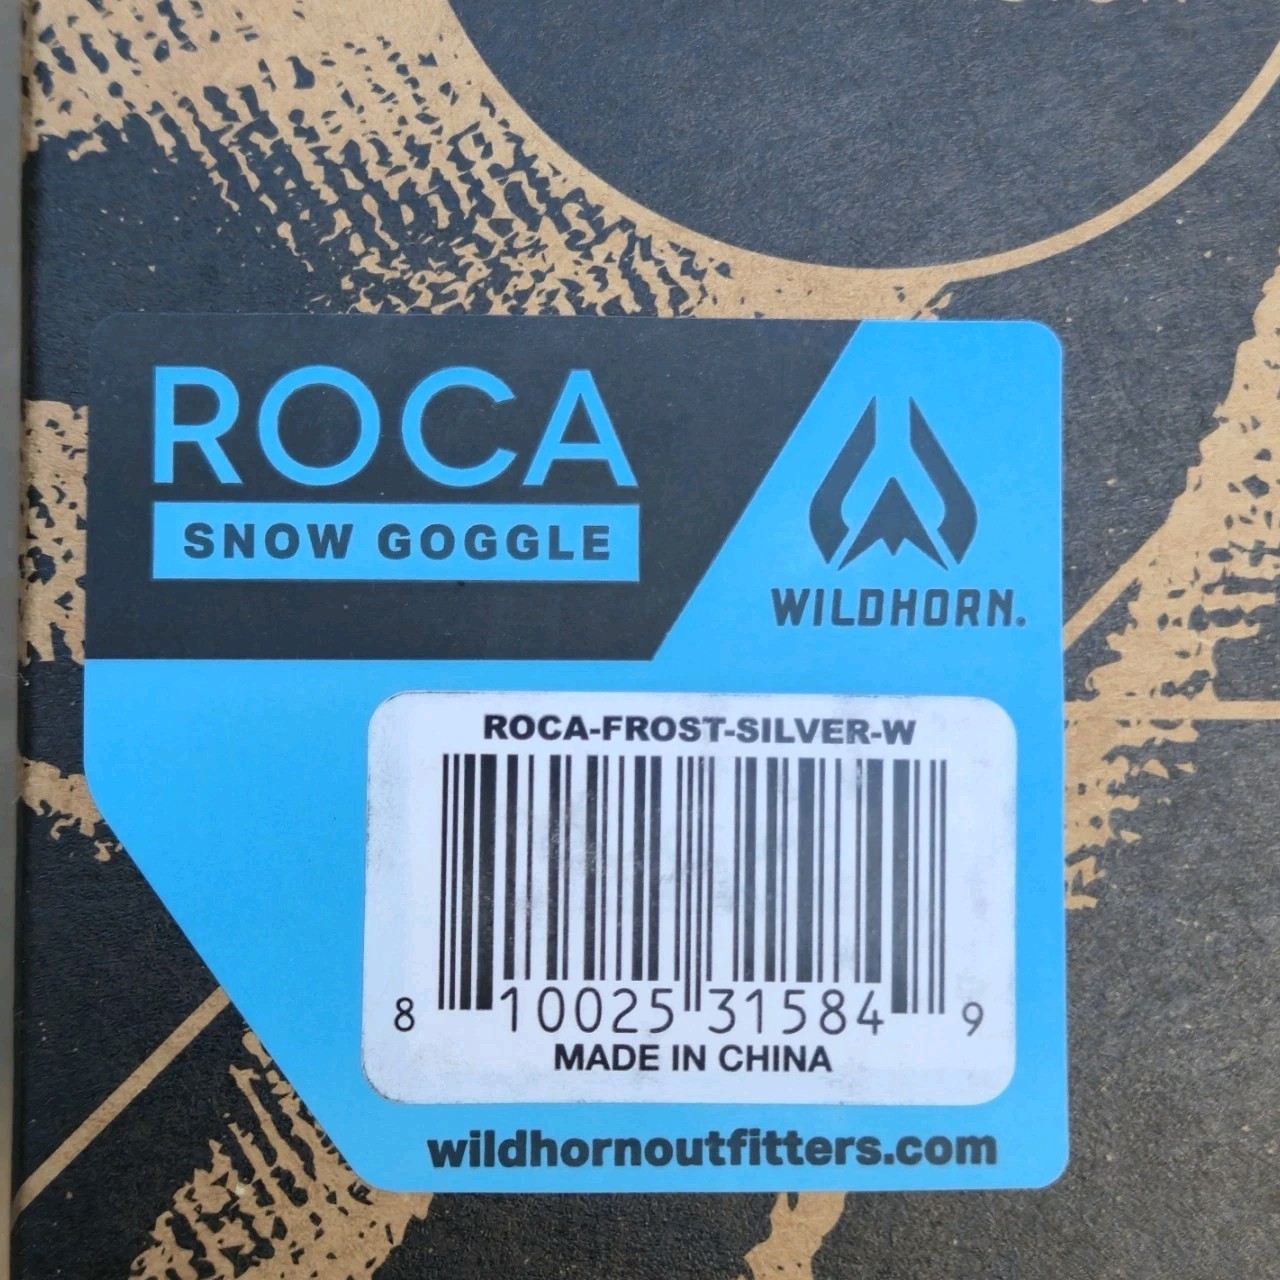 ROCA
SNOW GOGGLE
WILDHORN.
ROCA-FROST-SILVER-W
8 10025 31584 9
MADE IN CHINA
wildhornoutfitters.com